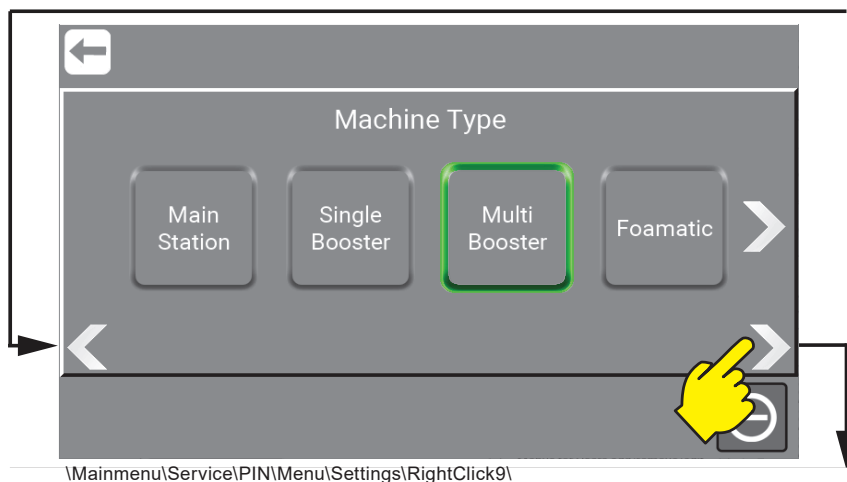 Machine Type
Main
Station
Single
Booster
Multi
Booster
Foamatic
\Mainmenu\Service\PIN\Menu\Settings\RightClick9\